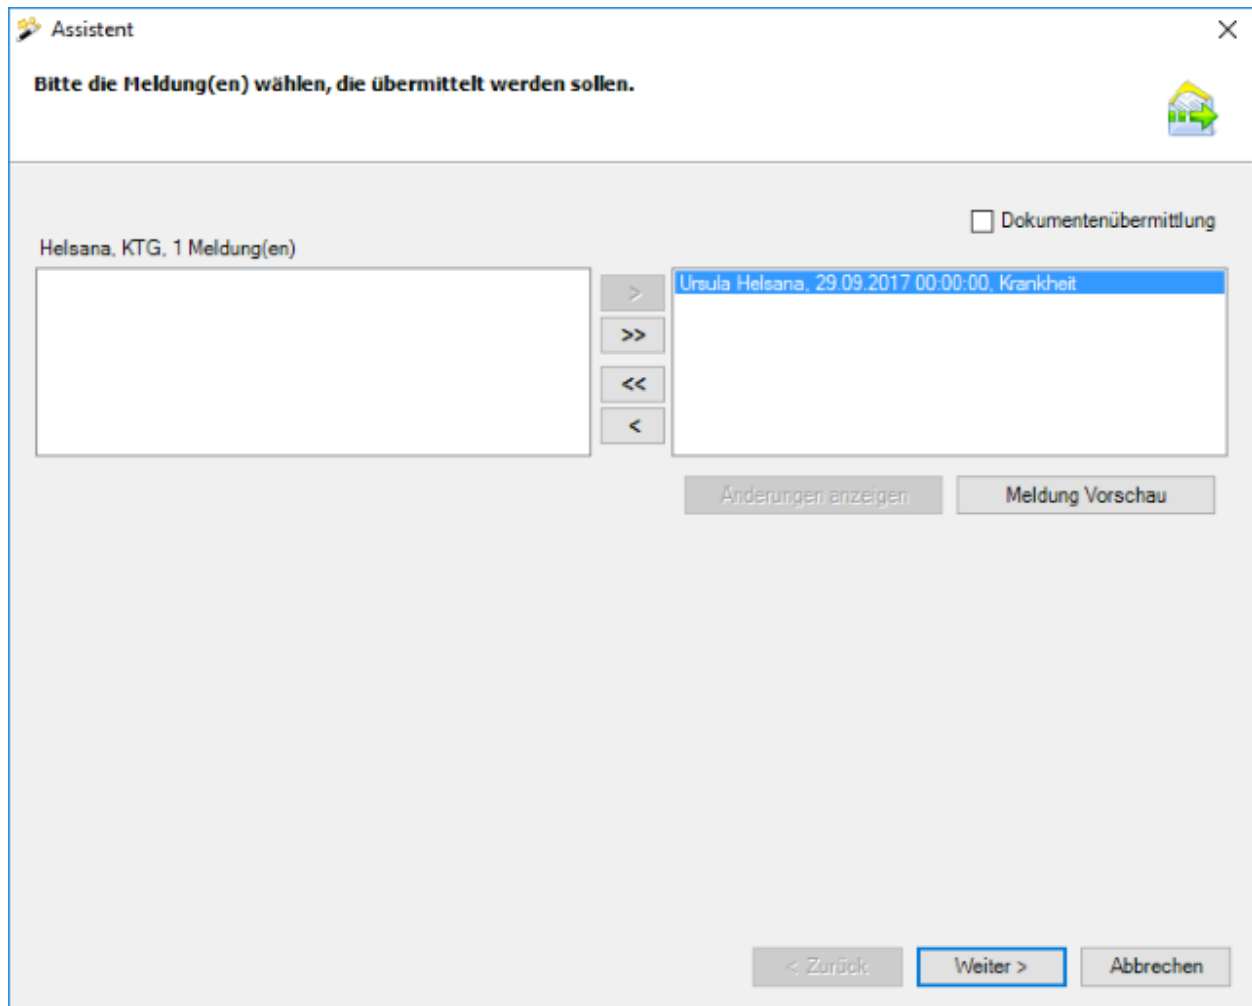 Assistent
Bitte die Meldung(en) wählen, die übermittelt werden sollen.
Dokumentenübermittlung
Helsana, KTG, 1 Meldung(en)
>
Ursula Helsana, 29.09.2017 00:00:00, Krankheit
>>
<<
<
Änderungen anzeigen
Meldung Vorschau
< Zurück
Weiter >
Abbrechen